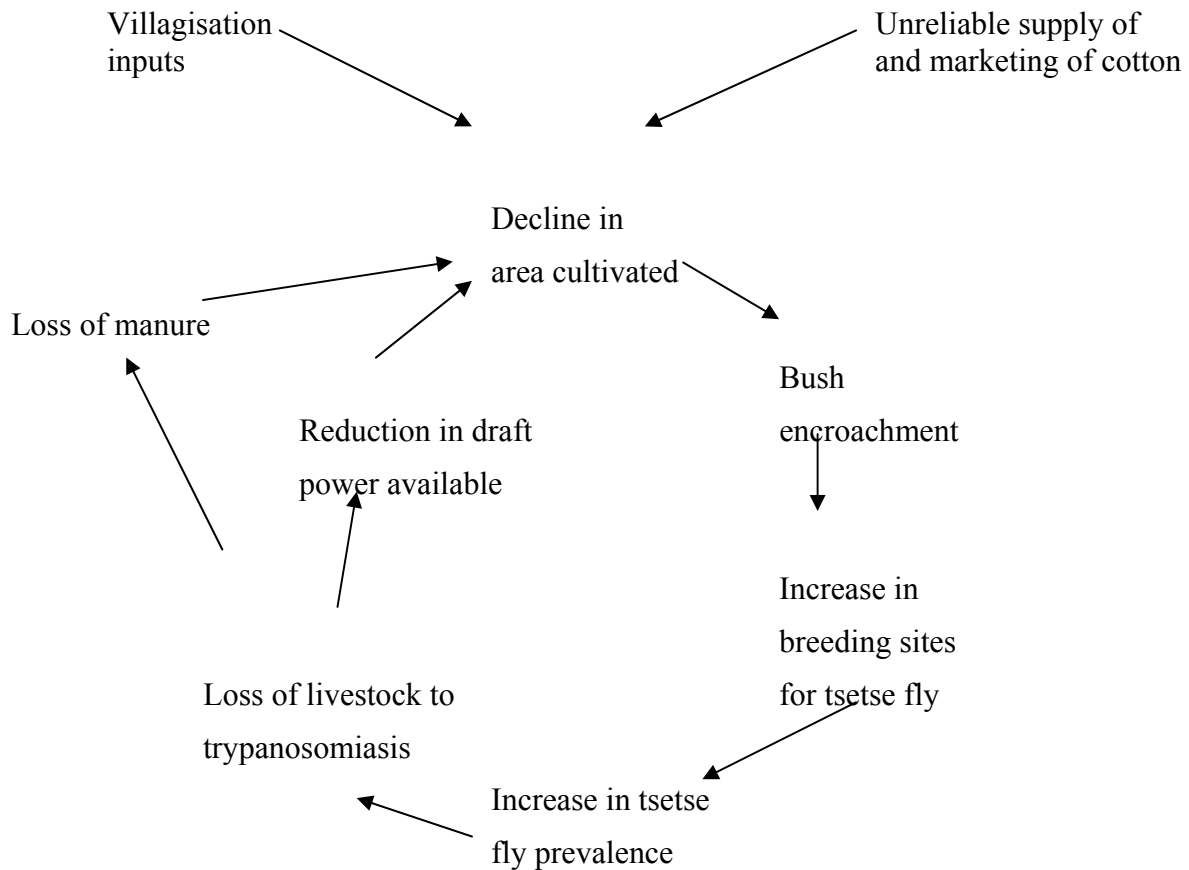 Villagisation
inputs
Unreliable supply of
and marketing of cotton
Decline in
area cultivated
Loss of manure
Bush
encroachment
Reduction in draft
power available
Increase in
breeding sites
for tsetse fly
Loss of livestock to
trypanosomiasis
Increase in tsetse
fly prevalence